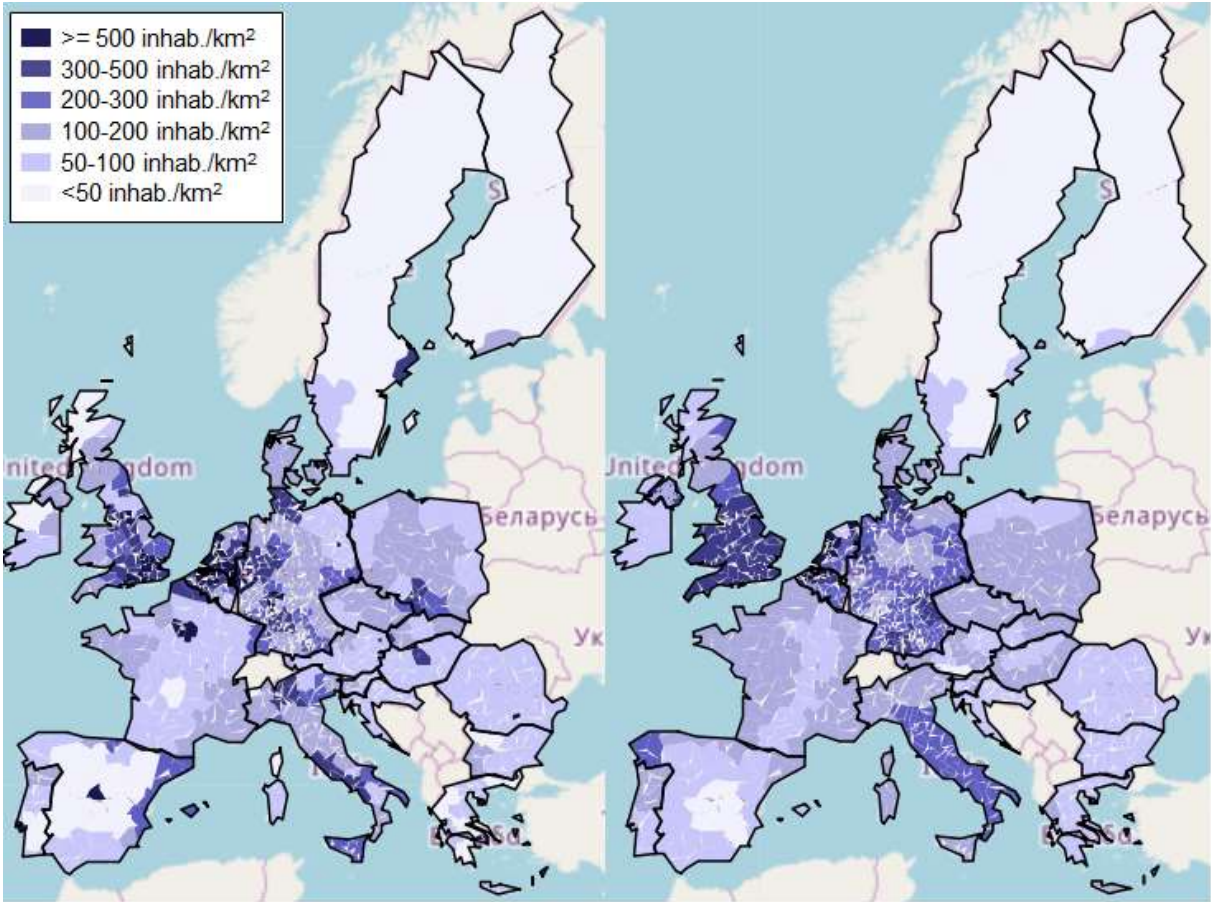 >= 500 inhab./km²
300-500 inhab./km²
200-300 inhab./km²
100-200 inhab./km²
50-100 inhab./km²
<50 inhab./km²
S
S
United Kingdom
United Kingdom
Беларусь
Беларусь
Ук
Ук